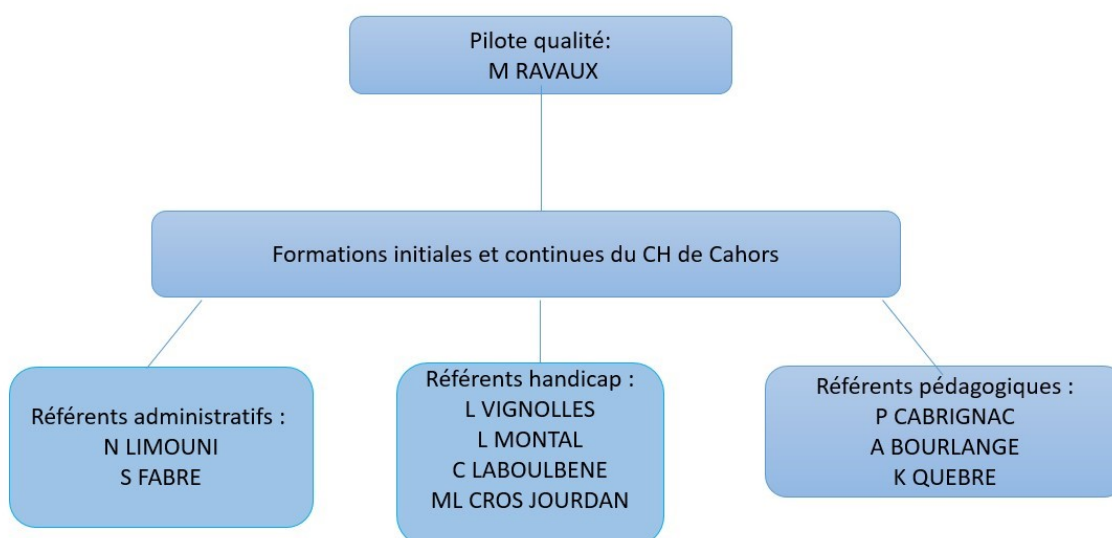 Pilote qualité:
M RAVAUX
Formations initiales et continues du CH de Cahors
Référents administratifs :
N LIMOUNI
S FABRE
Référents handicap :
L VIGNOLLES
L MONTAL
C LABOULBENE
ML CROS JOURDAN
Référents pédagogiques :
P CABRIGNAC
A BOURLANGE
K QUEBRE